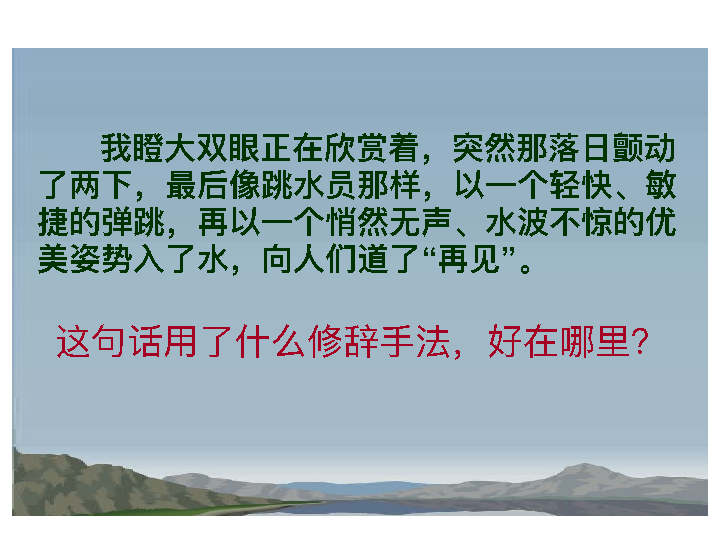 我瞪大双眼正在欣赏着，突然那落日颤动
了两下，最后像跳水员那样，以一个轻快、敏
捷的弹跳，再以一个悄然无声、水波不惊的优
美姿势入了水，向人们道了“再见”。
这句话用了什么修辞手法，好在哪里?